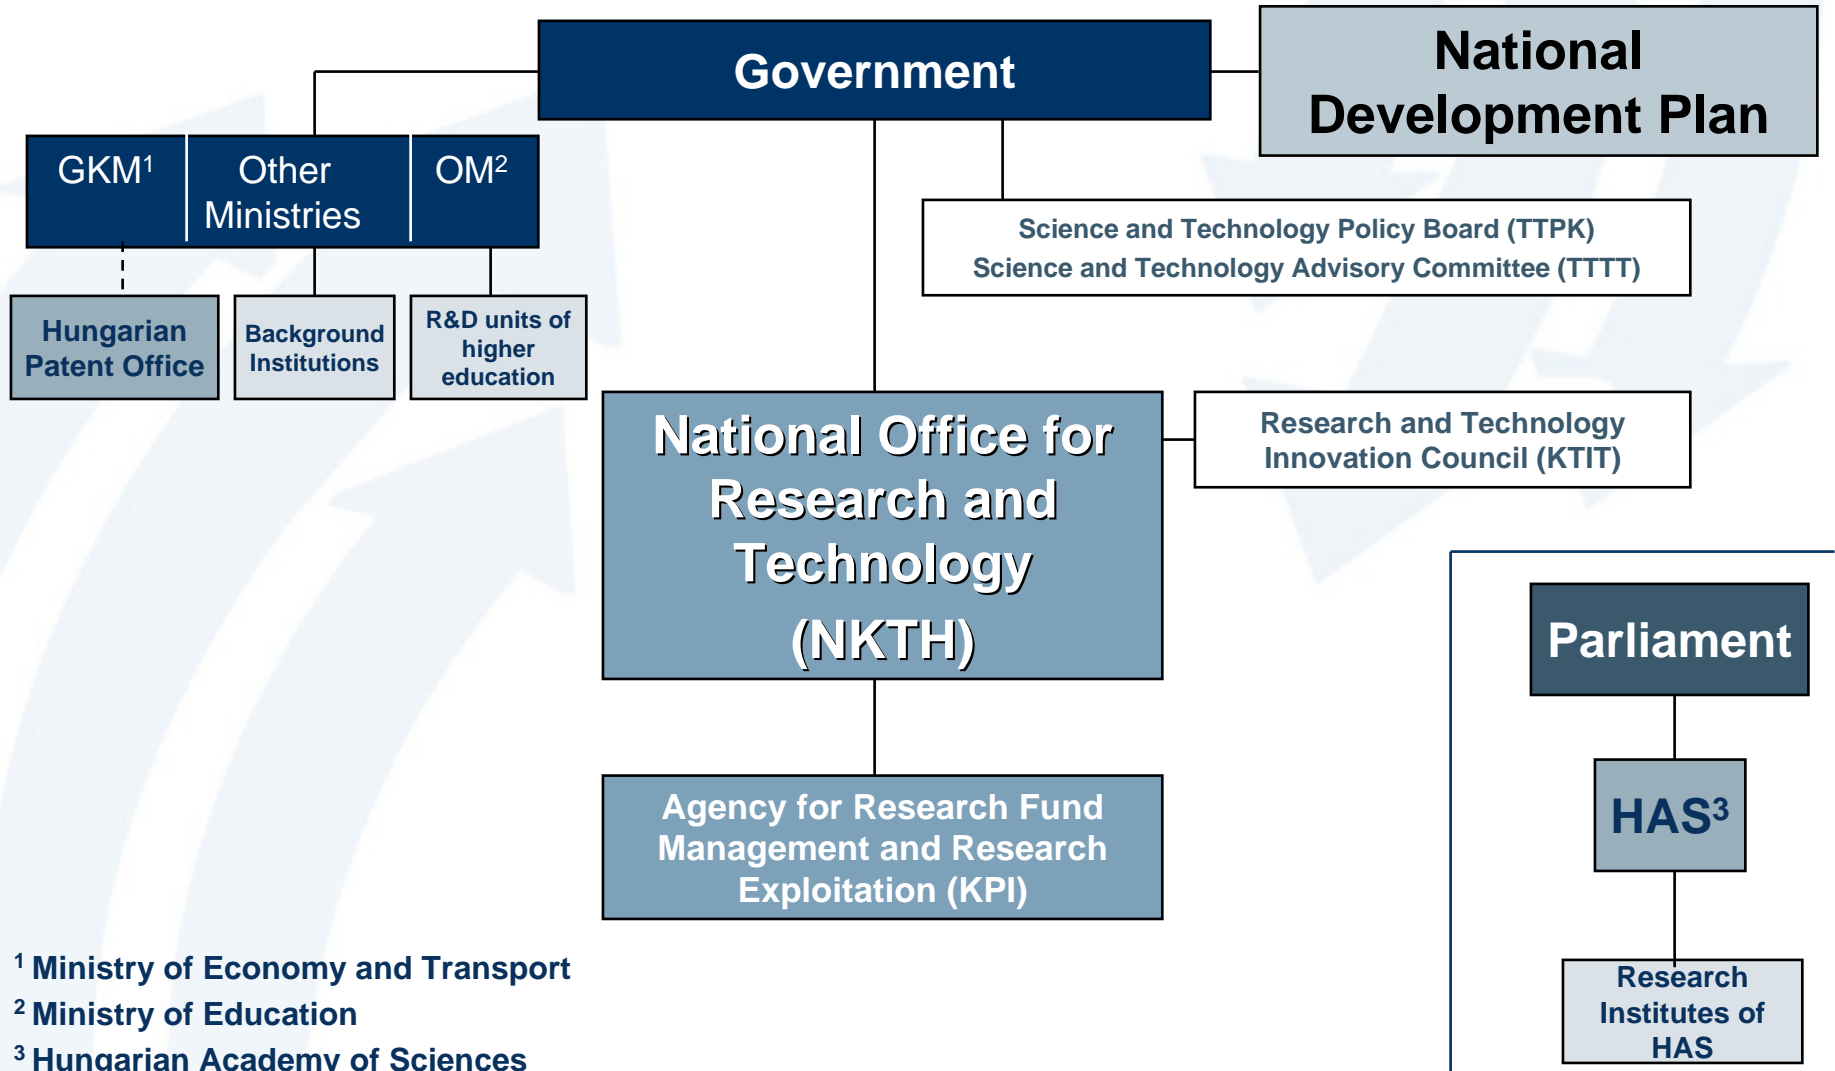 Government
National
Development Plan
GKM¹
Other
Ministries
OM²
Science and Technology Policy Board (TTPK)
Science and Technology Advisory Committee (TTTT)
Hungarian
Patent Office
Background
Institutions
R&D units of
higher
education
National Office for
Research and
Technology
(NKTH)
Research and Technology
Innovation Council (KTIT)
Parliament
HAS³
Research
Institutes of
HAS
Agency for Research Fund
Management and Research
Exploitation (KPI)
¹ Ministry of Economy and Transport
² Ministry of Education
³ Hungarian Academy of Sciences